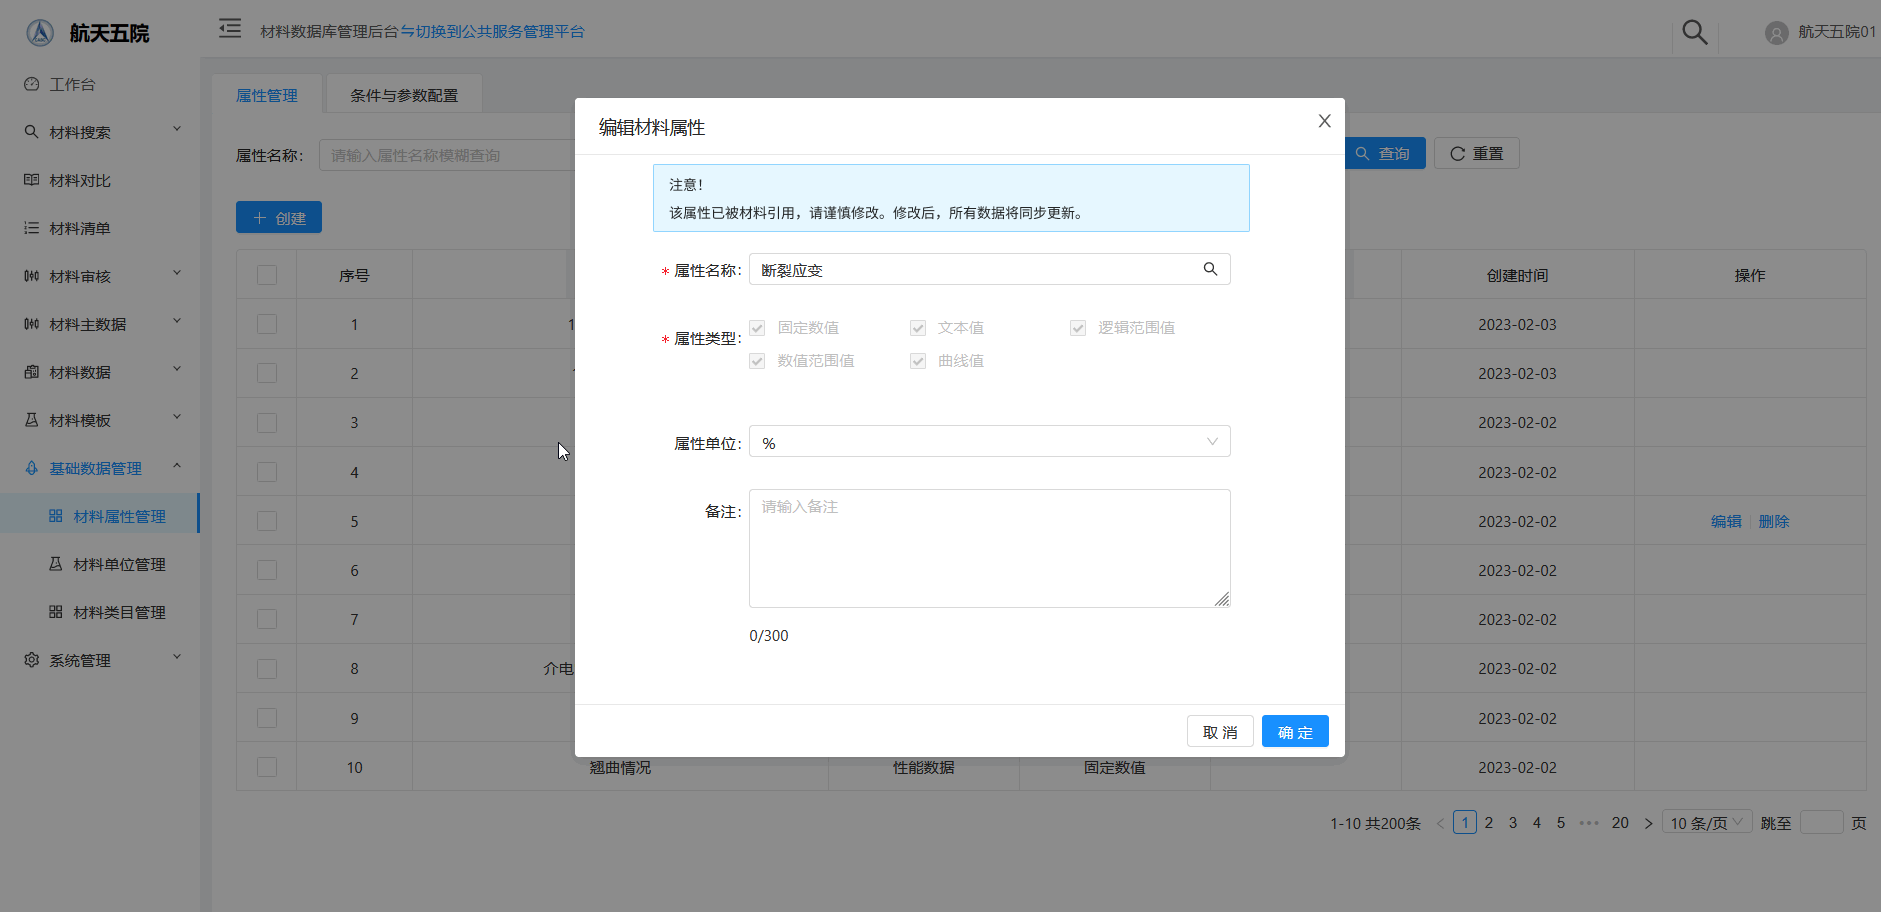 航天五院
材料数据库管理后台 切换到公共服务管理平台
航天五院01
工作台
材料搜索
材料对比
材料清单
材料审核
材料主数据
材料数据
材料模板
基础数据管理
材料属性管理
材料单位管理
材料类目管理
系统管理
属性管理
条件与参数配置
属性名称：
请输入属性名称模糊查询
查询
重置
创建
序号
创建时间
操作
1
2023-02-03
2
2023-02-03
3
2023-02-02
4
2023-02-02
5
2023-02-02
编辑
删除
6
2023-02-02
7
2023-02-02
8
介电
2023-02-02
9
2023-02-02
10
翘曲情况
性能数据
固定数值
2023-02-02
1-10 共200条
1
2
3
4
5
•••
20
10 条/页
跳至
页
编辑材料属性
注意！
该属性已被材料引用，请谨慎修改。修改后，所有数据将同步更新。
* 属性名称：
断裂应变
* 属性类型：
固定数值
文本值
逻辑范围值
数值范围值
曲线值
属性单位：
%
备注：
请输入备注
0/300
取 消
确 定